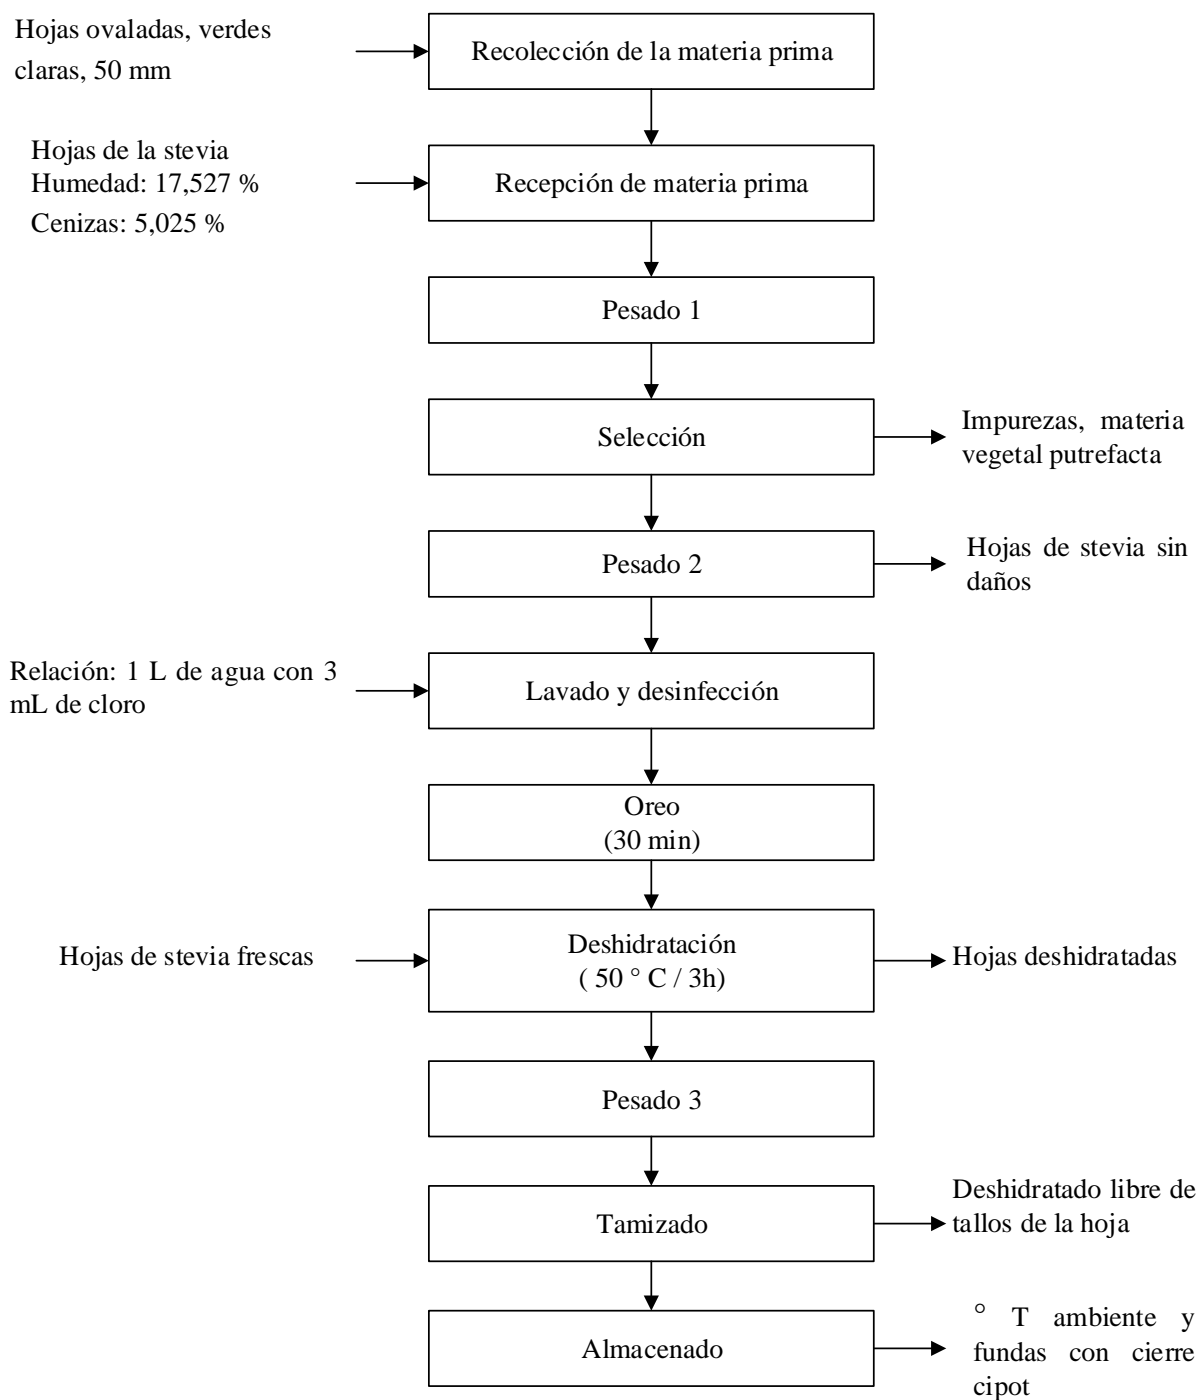 Hojas ovaladas, verdes
claras, 50 mm
Recolección de la materia prima
Hojas de la stevia
Humedad: 17,527 %
Cenizas: 5,025 %
Recepción de materia prima
Pesado 1
Selección
Impurezas, materia
vegetal putrefacta
Pesado 2
Hojas de stevia sin
daños
Relación: 1 L de agua con 3
mL de cloro
Lavado y desinfección
Oreo
(30 min)
Hojas de stevia frescas
Deshidratación
( 50 ° C / 3h)
Hojas deshidratadas
Pesado 3
Tamizado
Deshidratado libre de
tallos de la hoja
Almacenado
° T ambiente y
fundas con cierre
cipot